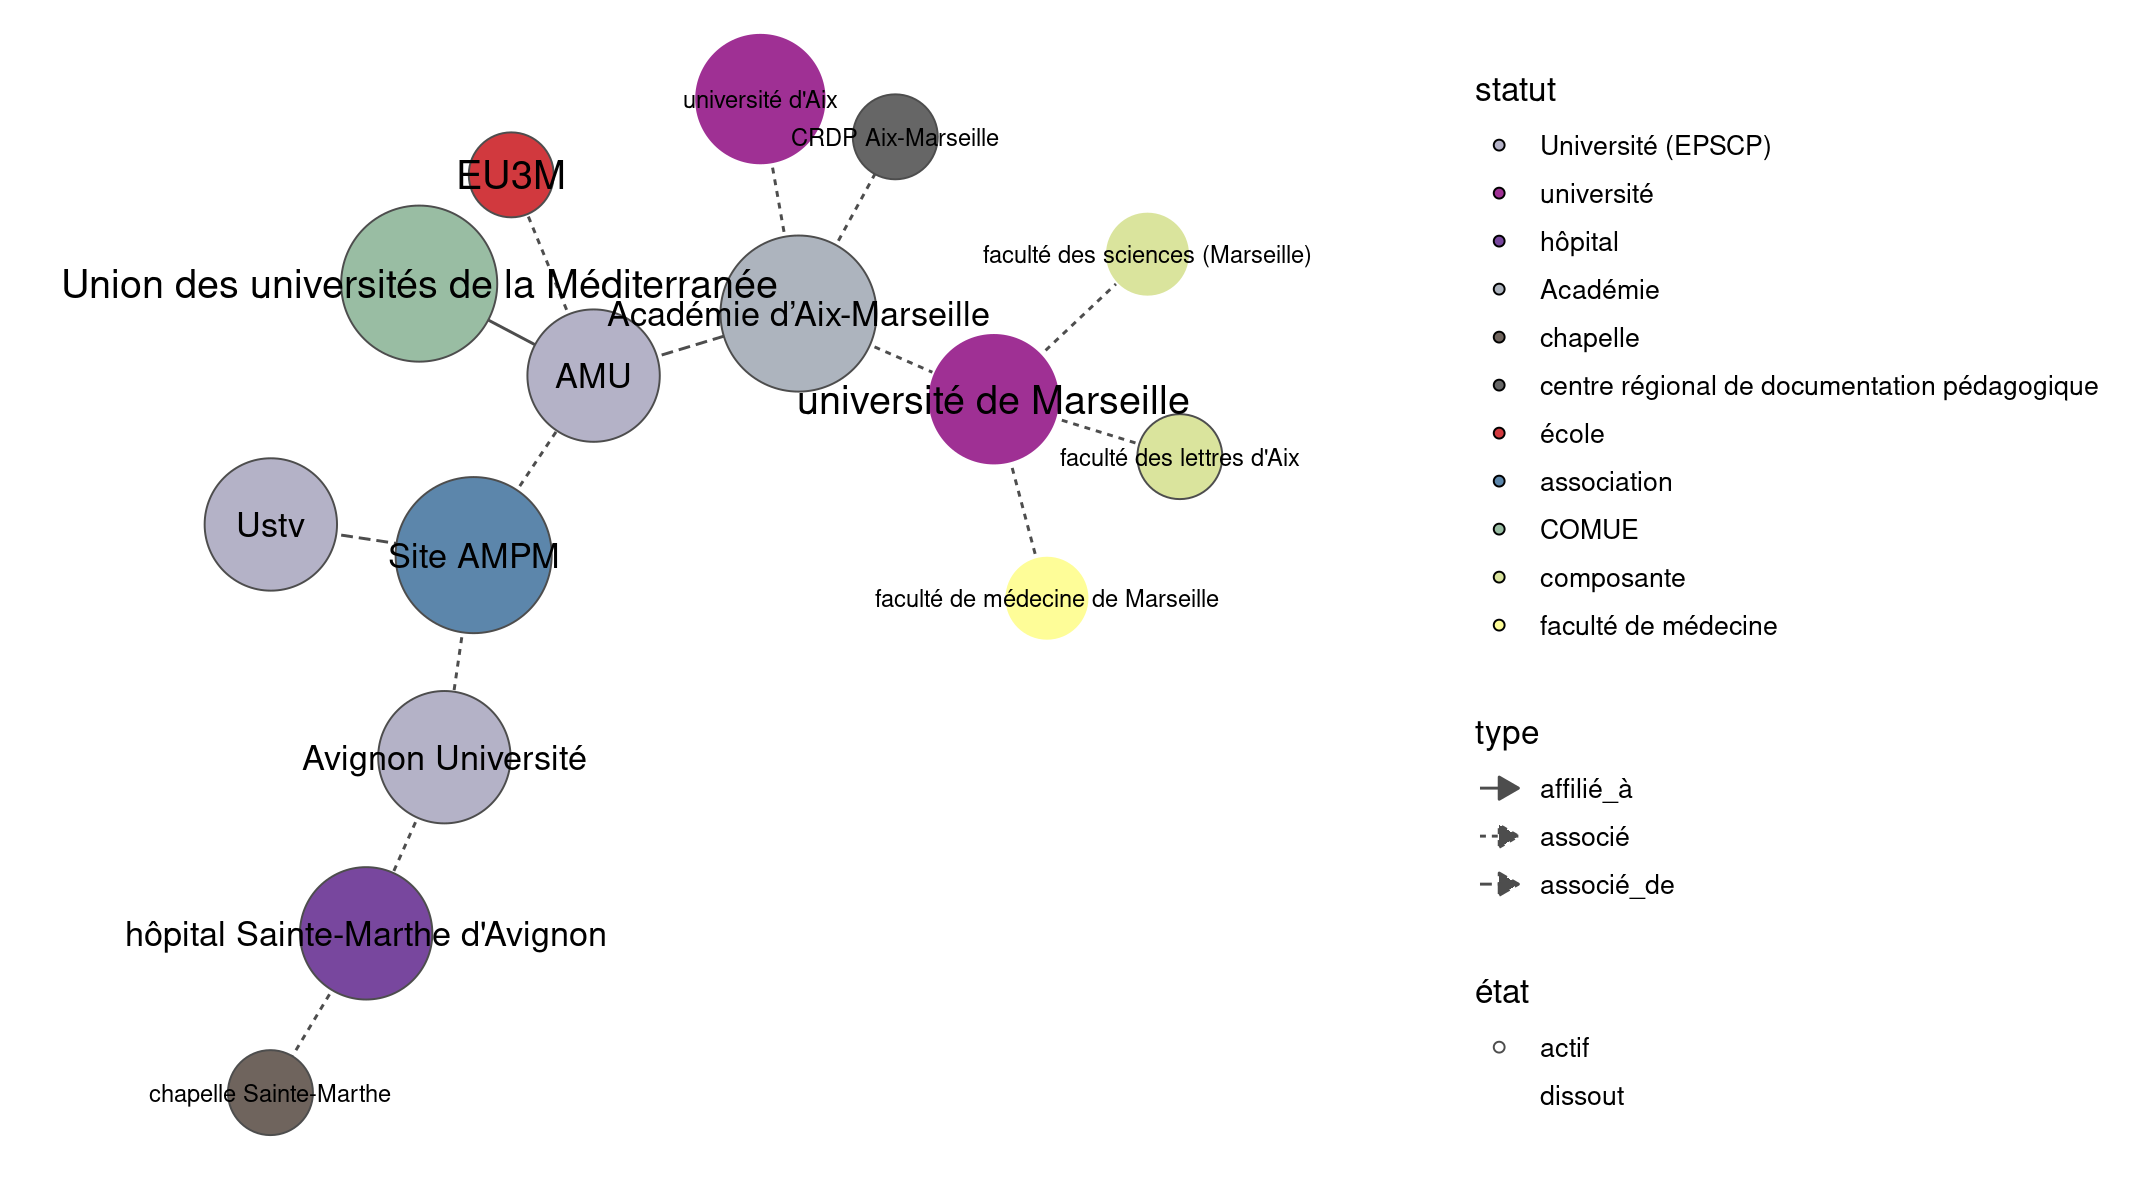 université d'Aix
CRDP Aix-Marseille
EU3M
faculté des sciences (Marseille)
Union des universités de la Méditerranée
Académie d’Aix-Marseille
AMU
université de Marseille
faculté des lettres d'Aix
Ustv
Site AMPM
faculté de médecine de Marseille
Avignon Université
hôpital Sainte-Marthe d'Avignon
chapelle Sainte-Marthe
statut
Université (EPSCP)
université
hôpital
Académie
chapelle
centre régional de documentation pédagogique
école
association
COMUE
composante
faculté de médecine
type
affilié_à
associé
associé_de
état
actif
dissout